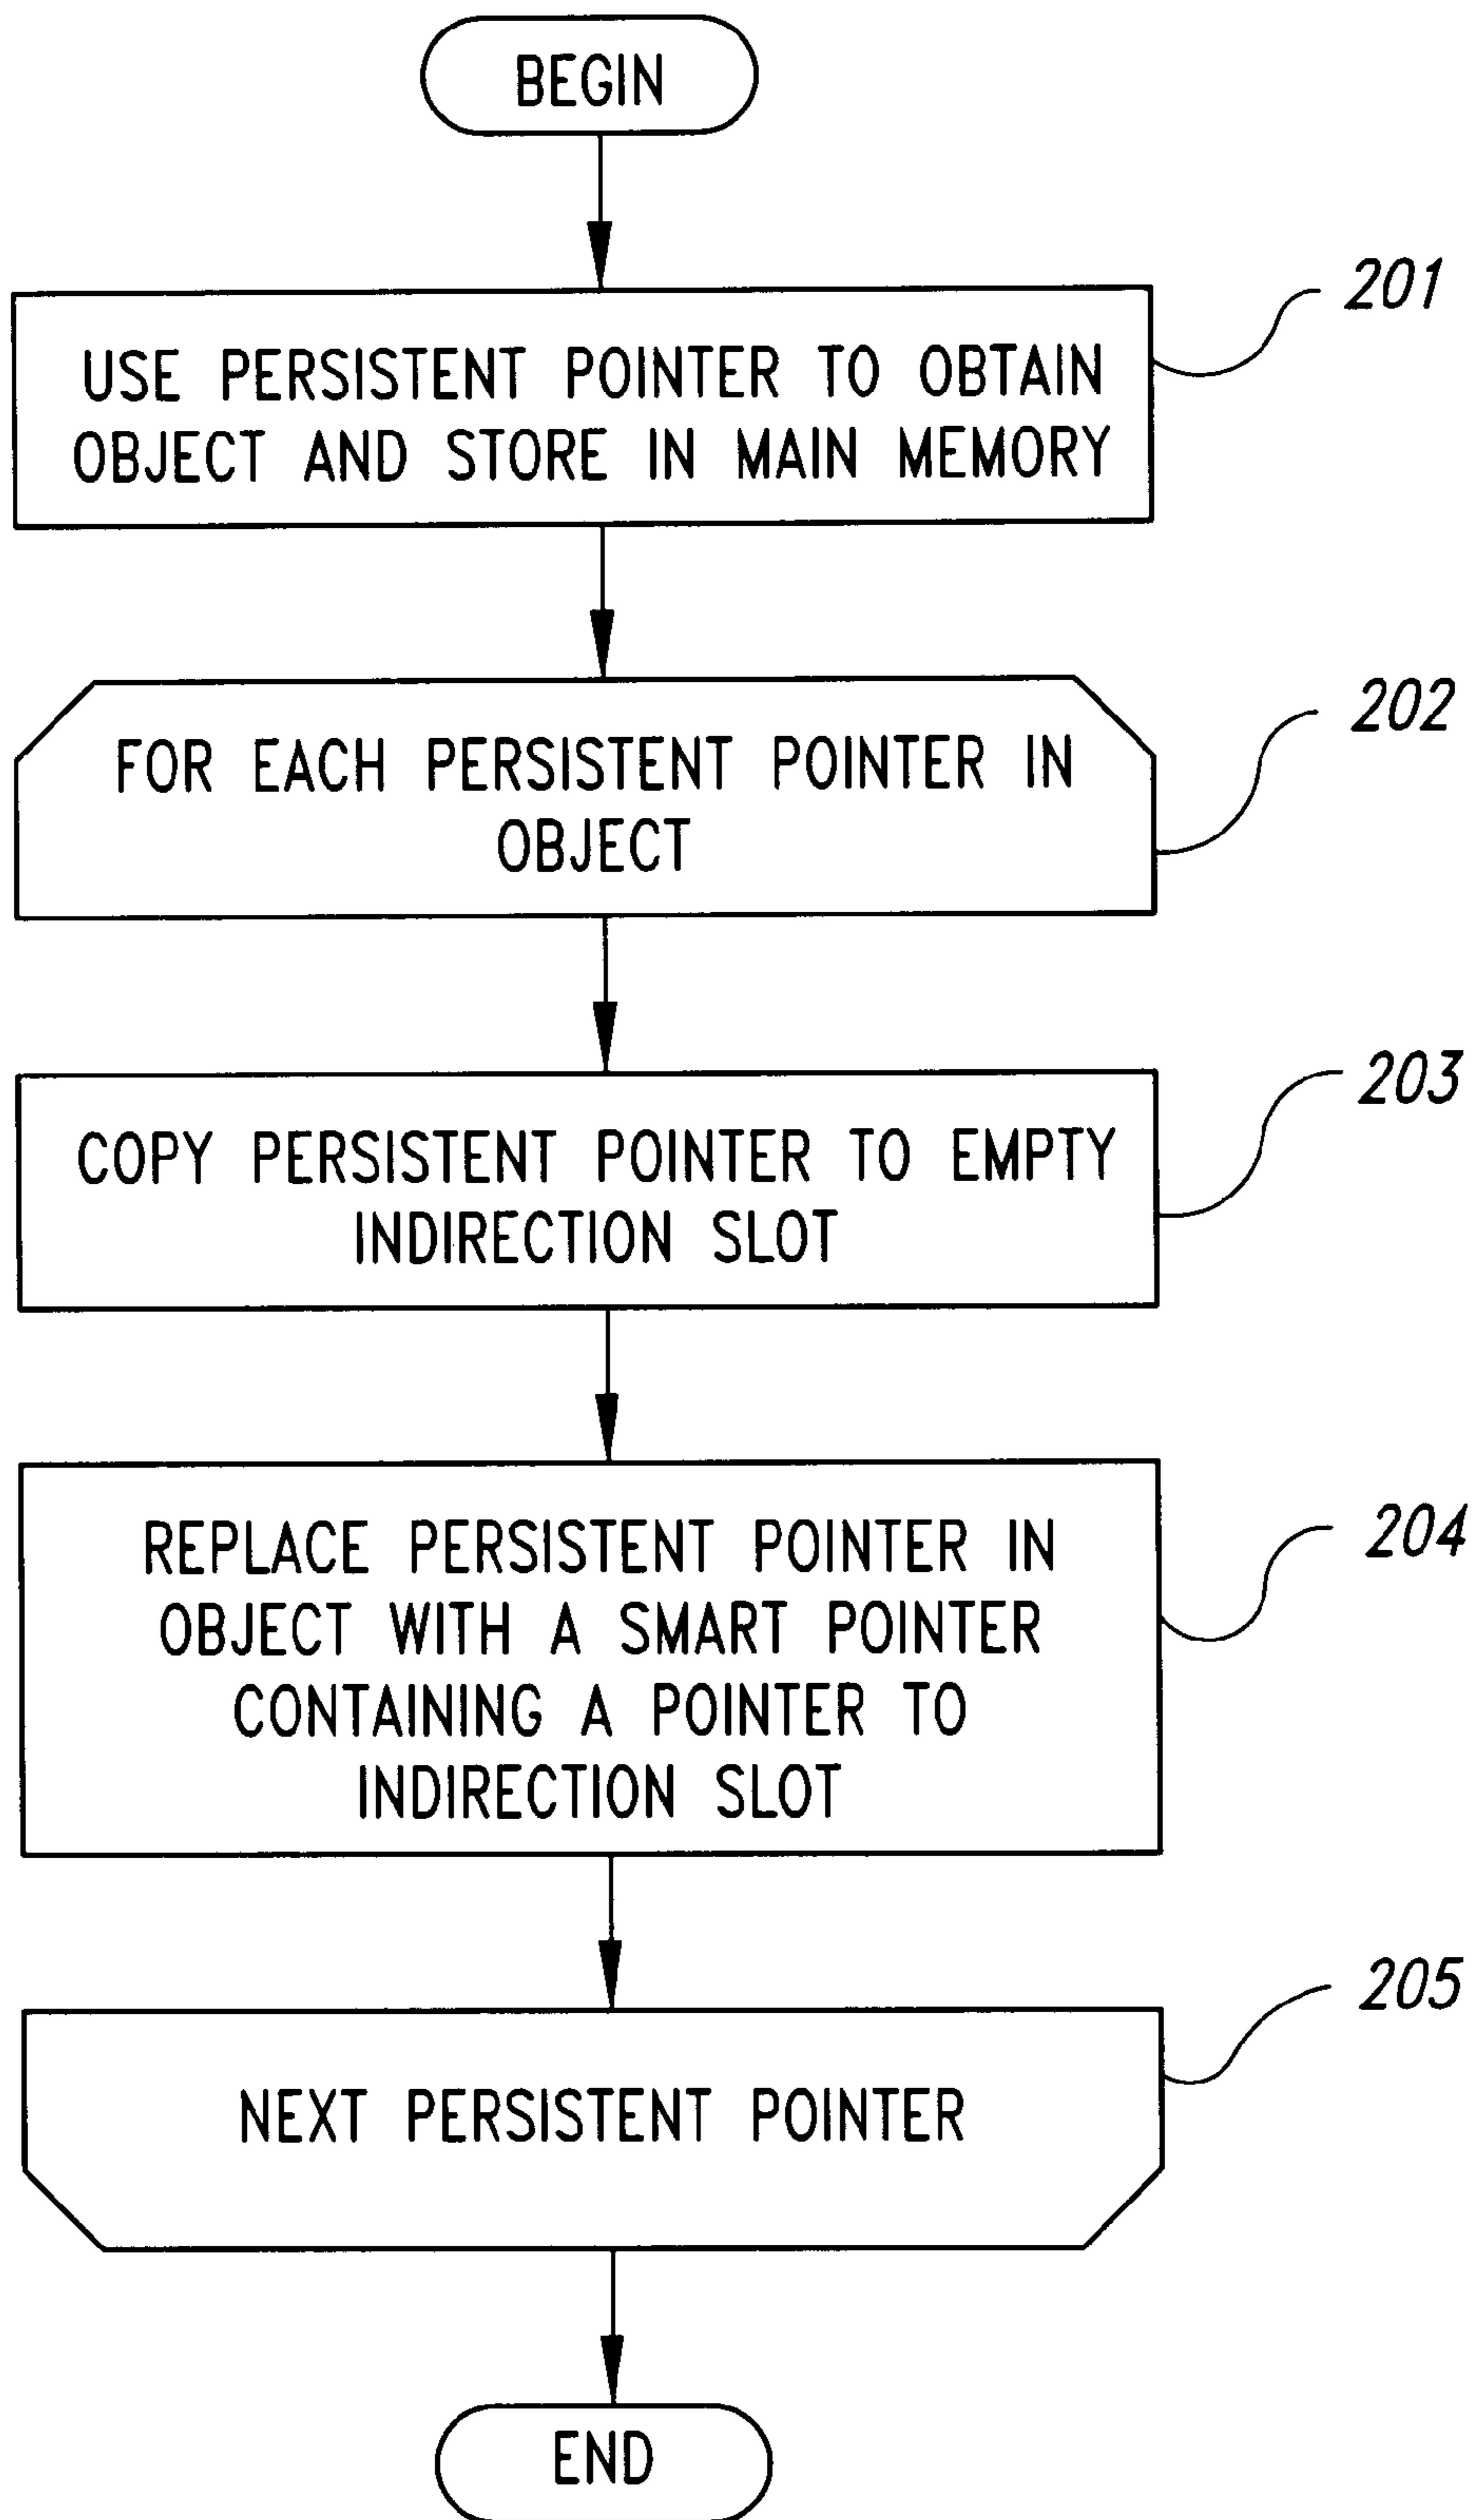 BEGIN
201
USE PERSISTENT POINTER TO OBTAIN
OBJECT AND STORE IN MAIN MEMORY
202
FOR EACH PERSISTENT POINTER IN
OBJECT
203
COPY PERSISTENT POINTER TO EMPTY
INDIRECTION SLOT
204
REPLACE PERSISTENT POINTER IN
OBJECT WITH A SMART POINTER
CONTAINING A POINTER TO
INDIRECTION SLOT
205
NEXT PERSISTENT POINTER
END